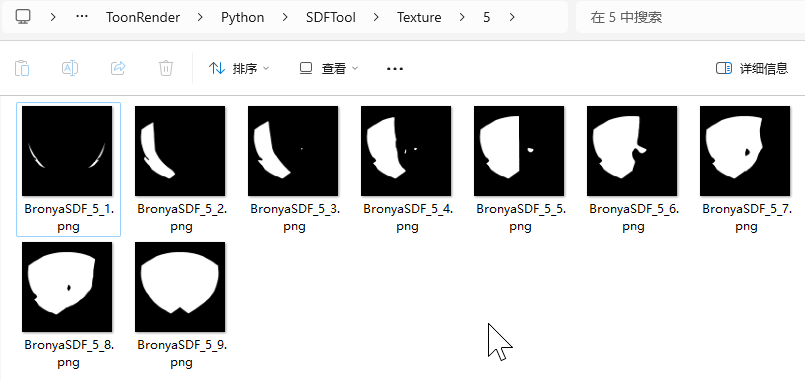 … ToonRender Python SDFTool Texture 5 在 5 中搜索
排序 查看 … 详细信息
BronyaSDF_5_1.png BronyaSDF_5_2.png BronyaSDF_5_3.png BronyaSDF_5_4.png BronyaSDF_5_5.png BronyaSDF_5_6.png BronyaSDF_5_7.png
BronyaSDF_5_8.png BronyaSDF_5_9.png